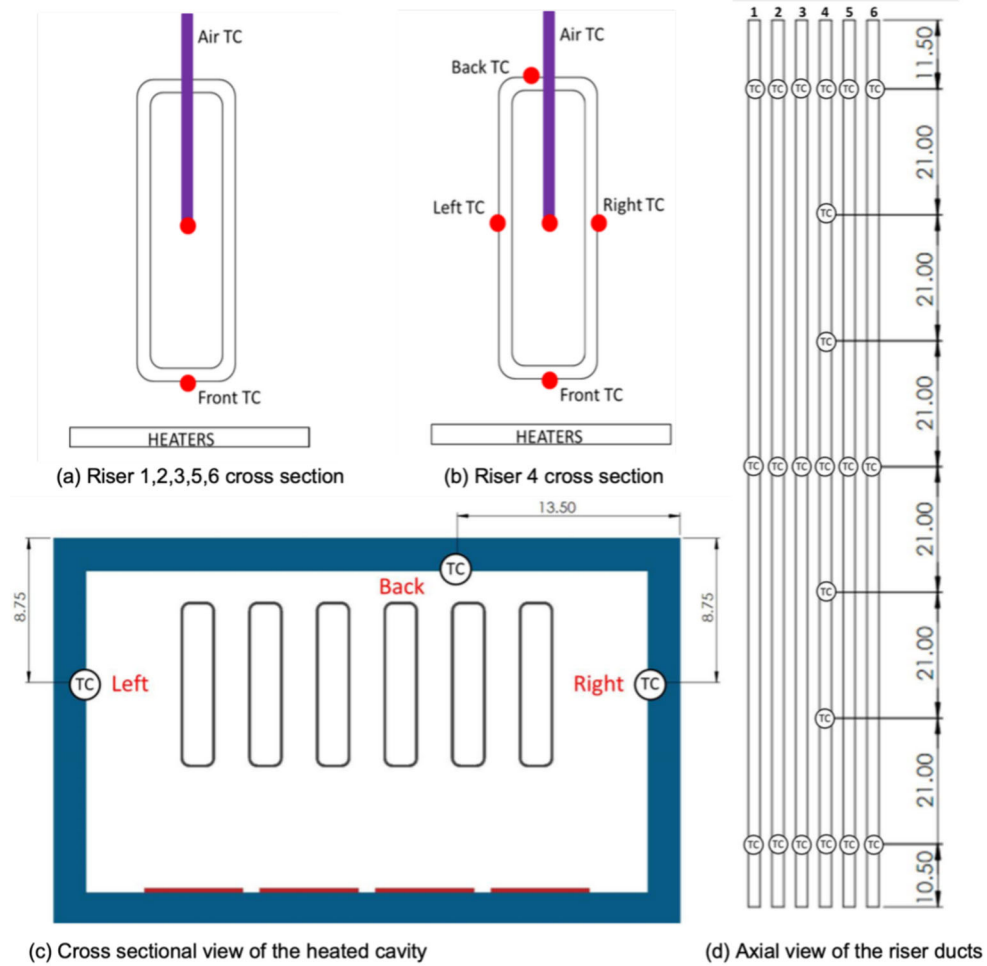 Air TC
Front TC
HEATERS
(a) Riser 1,2,3,5,6 cross section
Air TC
Back TC
Left TC
Right TC
Front TC
HEATERS
(b) Riser 4 cross section
13.50
8.75
8.75
TC
Back
TC Left
Right TC
(c) Cross sectional view of the heated cavity
1 2 3 4 5 6
11.50
TC TC TC TC TC TC
21.00
TC
21.00
TC
21.00
TC TC TC TC TC TC
21.00
TC
21.00
TC
21.00
TC TC TC TC TC TC
10.50
(d) Axial view of the riser ducts